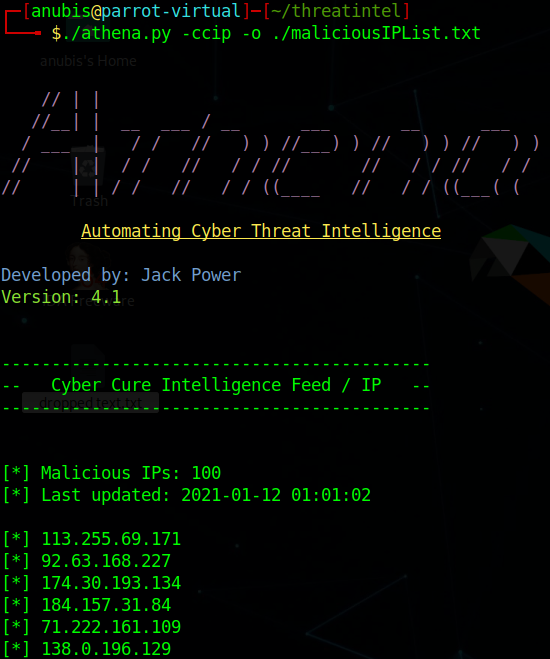 [anubis@parrot-virtual]-[~/threatintel]
$./athena.py -ccip -o ./maliciousIPList.txt
anubis's Home
Athena
Trash
Automating Cyber Threat Intelligence
Developed by: Jack Power
Version: 4.1
--------------------------------------------
-- Cyber Cure Intelligence Feed / IP --
dropped text.txt
--------------------------------------------
[*] Malicious IPs: 100
[*] Last updated: 2021-01-12 01:01:02
[*] 113.255.69.171
[*] 92.63.168.227
[*] 174.30.193.134
[*] 184.157.31.84
[*] 71.222.161.109
[*] 138.0.196.129